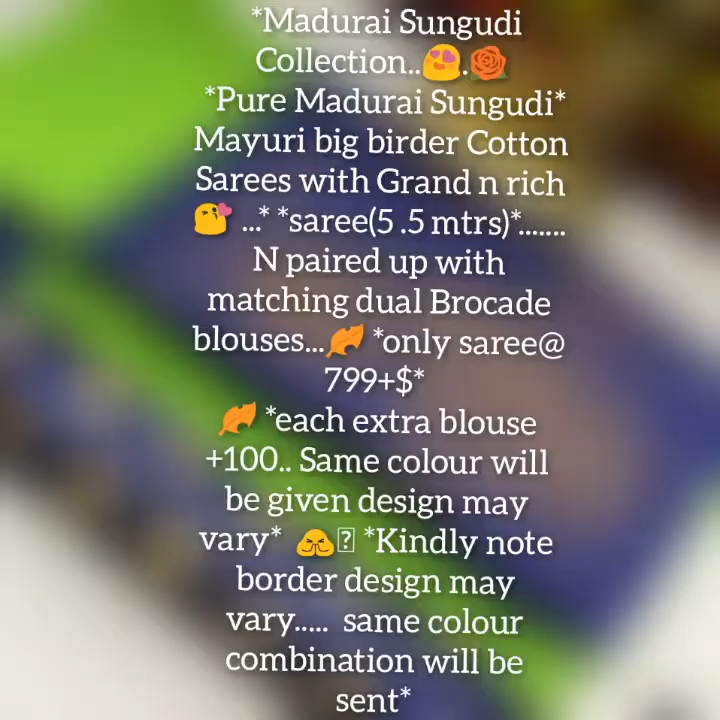 *Madurai Sungudi
Collection..😍.🌹
*Pure Madurai Sungudi*
Mayuri big birder Cotton
Sarees with Grand n rich
😘 ...* *saree(5 .5 mtrs)*.......
N paired up with
matching dual Brocade
blouses...🍂 *only saree@
799+$*
🍂 *each extra blouse
+100.. Same colour will
be given design may
vary* 🙏 *Kindly note
border design may
vary..... same colour
combination will be
sent*